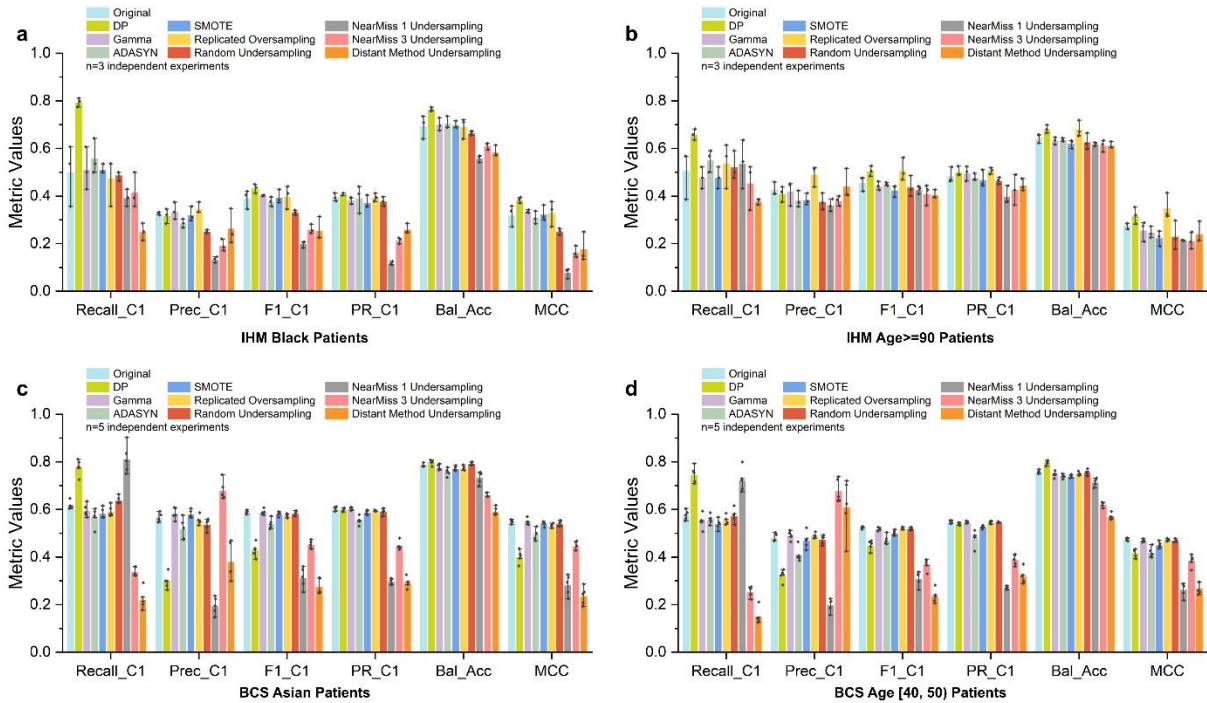 a
Original
DP SMOTE NearMiss 1 Undersampling
Gamma Replicated Oversampling NearMiss 3 Undersampling
ADASYN Random Undersampling Distant Method Undersampling
n=3 independent experiments
Metric Values
1.0
0.8
0.6
0.4
0.2
0.0
Recall_C1 Prec_C1 F1_C1 PR_C1 Bal_Acc MCC
IHM Black Patients
b
Original
DP SMOTE NearMiss 1 Undersampling
Gamma Replicated Oversampling NearMiss 3 Undersampling
ADASYN Random Undersampling Distant Method Undersampling
n=3 independent experiments
Metric Values
1.0
0.8
0.6
0.4
0.2
0.0
Recall_C1 Prec_C1 F1_C1 PR_C1 Bal_Acc MCC
IHM Age>=90 Patients
c
Original
DP SMOTE NearMiss 1 Undersampling
Gamma Replicated Oversampling NearMiss 3 Undersampling
ADASYN Random Undersampling Distant Method Undersampling
n=5 independent experiments
Metric Values
1.0
0.8
0.6
0.4
0.2
0.0
Recall_C1 Prec_C1 F1_C1 PR_C1 Bal_Acc MCC
BCS Asian Patients
d
Original
DP SMOTE NearMiss 1 Undersampling
Gamma Replicated Oversampling NearMiss 3 Undersampling
ADASYN Random Undersampling Distant Method Undersampling
n=5 independent experiments
Metric Values
1.0
0.8
0.6
0.4
0.2
0.0
Recall_C1 Prec_C1 F1_C1 PR_C1 Bal_Acc MCC
BCS Age [40, 50) Patients